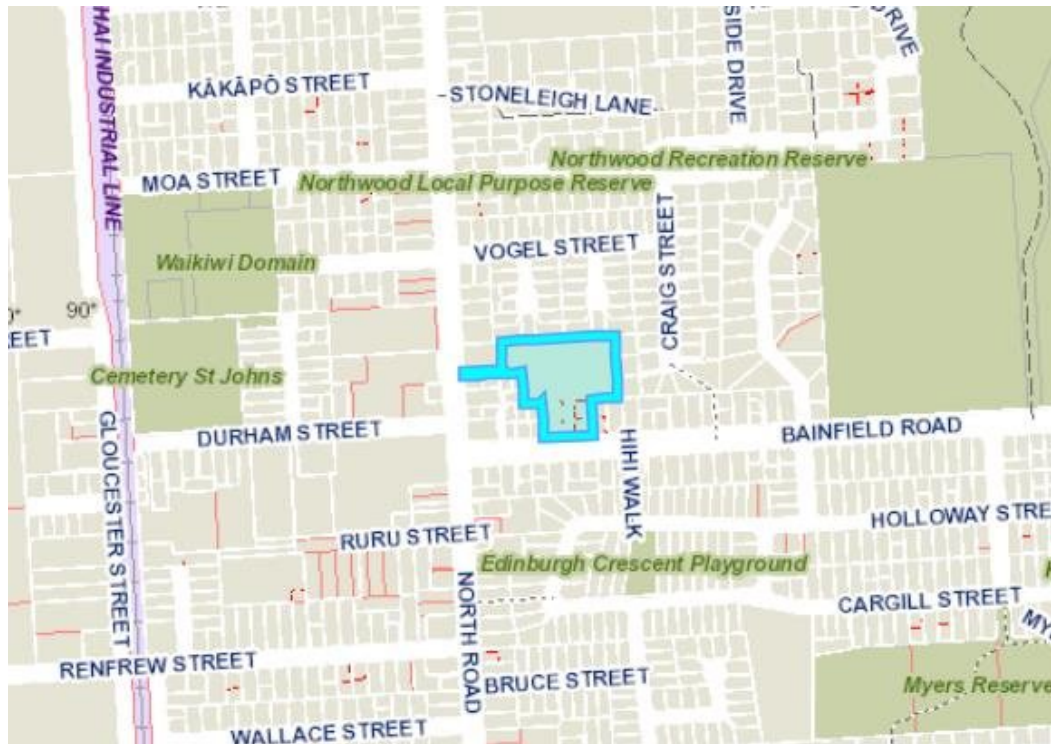 HAI INDUSTRIAL LINE
KĀKĀPŌ STREET
STONELEIGH LANE
SIDE DRIVE
DRIVE
MOA STREET
Northwood Local Purpose Reserve
Northwood Recreation Reserve
Waikiwi Domain
VOGEL STREET
CRAIG STREET
0°
90°
EET
Cemetery St Johns
GLOUCESTER STREET
DURHAM STREET
HIHI WALK
BAINFIELD ROAD
RURU STREET
HOLLOWAY STRE
Edinburgh Crescent Playground
NORTH ROAD
CARGILL STREET
MY
RENFREW STREET
BRUCE STREET
Myers Reserve
WALLACE STREET